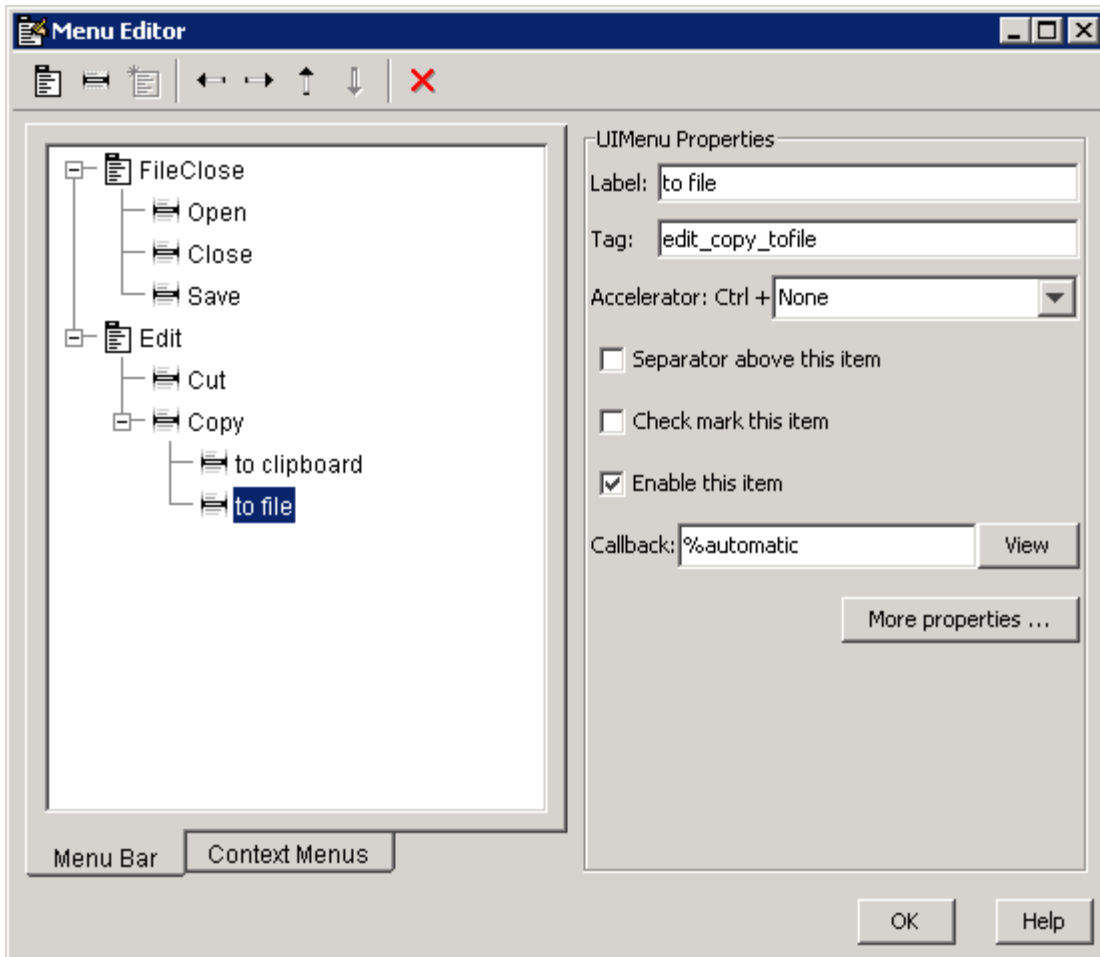 Menu Editor
FileClose
Open
Close
Save
Edit
Cut
Copy
to clipboard
to file
Menu Bar
Context Menus
UIMenu Properties
Label: to file
Tag: edit_copy_tofile
Accelerator: Ctrl + None
Separator above this item
Check mark this item
Enable this item
Callback: %automatic View
More properties ...
OK Help